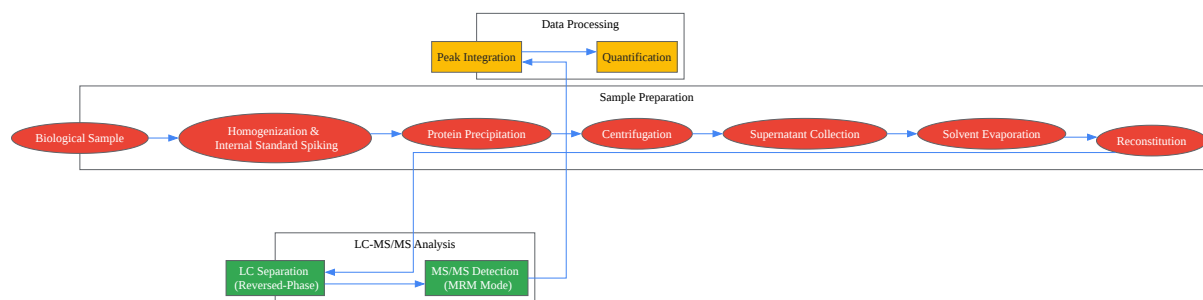 Data Processing
Peak Integration
Quantification
Sample Preparation
Biological Sample
Homogenization &
Internal Standard Spiking
Protein Precipitation
Centrifugation
Supernatant Collection
Solvent Evaporation
Reconstitution
LC-MS/MS Analysis
LC Separation
(Reversed-Phase)
MS/MS Detection
(MRM Mode)